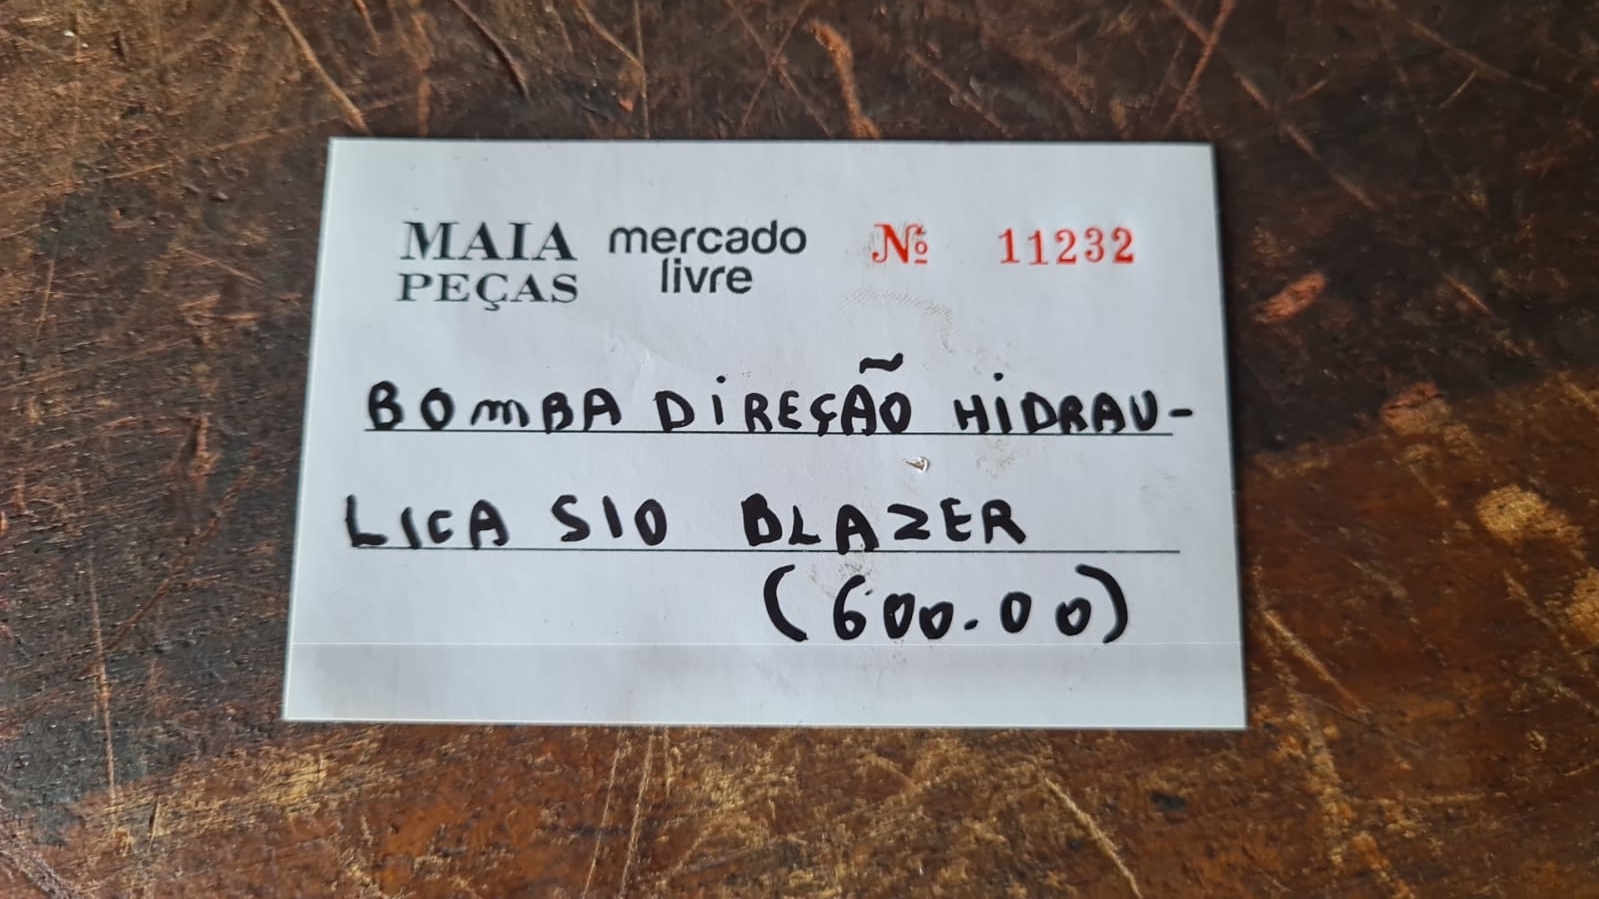 MAIA PEÇAS mercado livre Nº 11232
BOMBA DIREÇÃO HIDRAU-
LICA S10 BLAZER
(600.00)